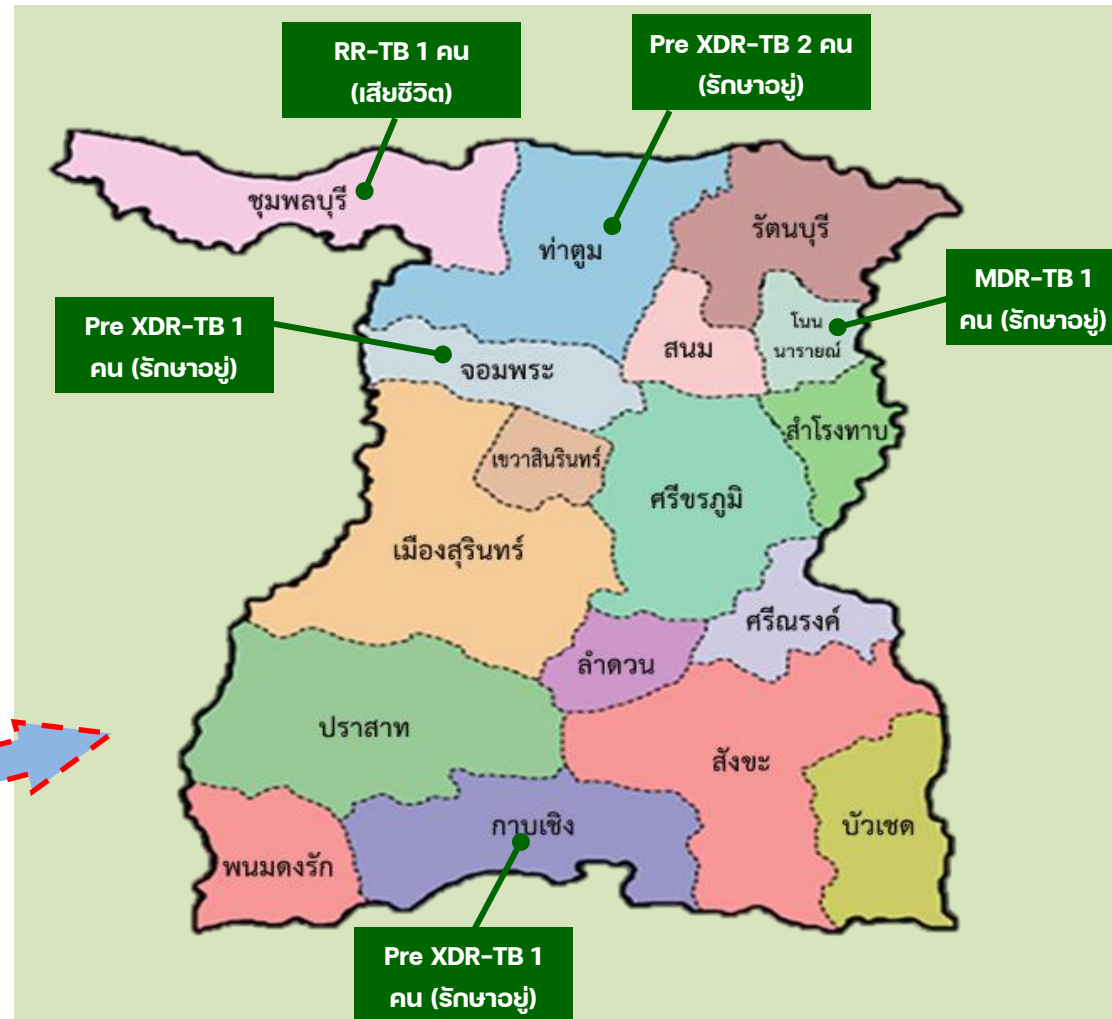 RR-TB 1 คน
(เสียชีวิต)
Pre XDR-TB 2 คน
(รักษาอยู่)
ชุมพลบุรี
ท่าตูม
รัตนบุรี
MDR-TB 1
คน (รักษาอยู่)
Pre XDR-TB 1
คน (รักษาอยู่)
จอมพระ
สนม
โนน
นารายณ์
สำโรงทาบ
เขวาสินรินทร์
ศรีขรภูมิ
เมืองสุรินทร์
ศรีณรงค์
ลำดวน
ปราสาท
สังขะ
กาบเชิง
บัวเชด
พนมดงรัก
Pre XDR-TB 1
คน (รักษาอยู่)